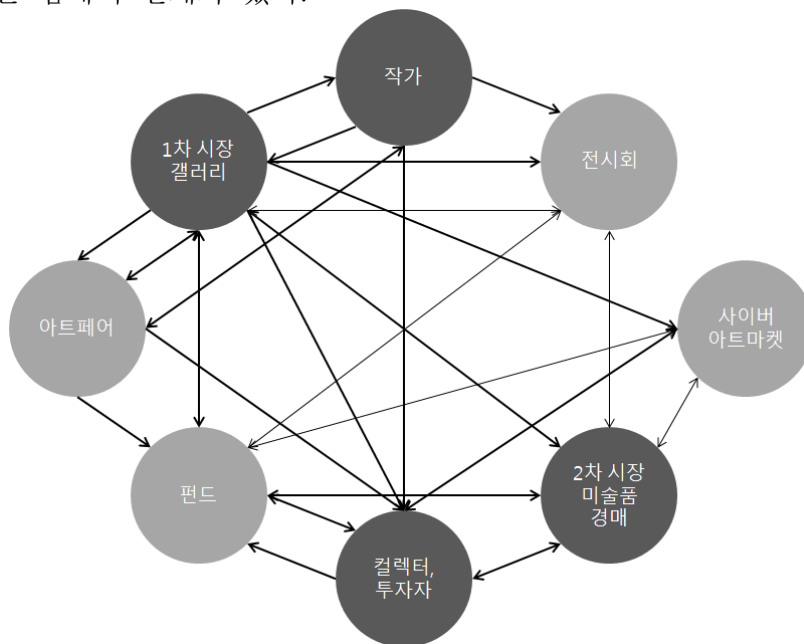 있다.
작가
1차 시장
갤러리
전시회
아트페어
사이버
아트마켓
펀드
2차 시장
미술품
경매
컬렉터,
투자자